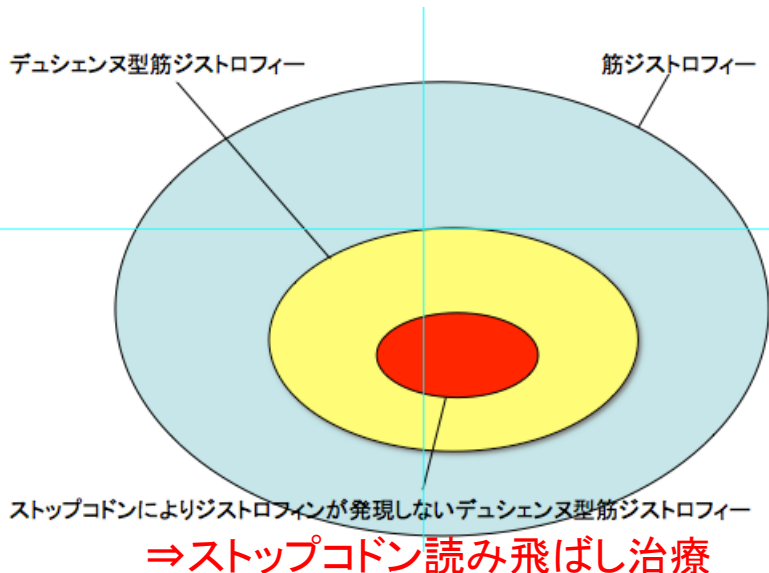 デュシェンヌ型筋ジストロフィー
筋ジストロフィー
ストップコドンによりジストロフィンが発現しないデュシェンヌ型筋ジストロフィー
⇒ストップコドン読み飛ばし治療